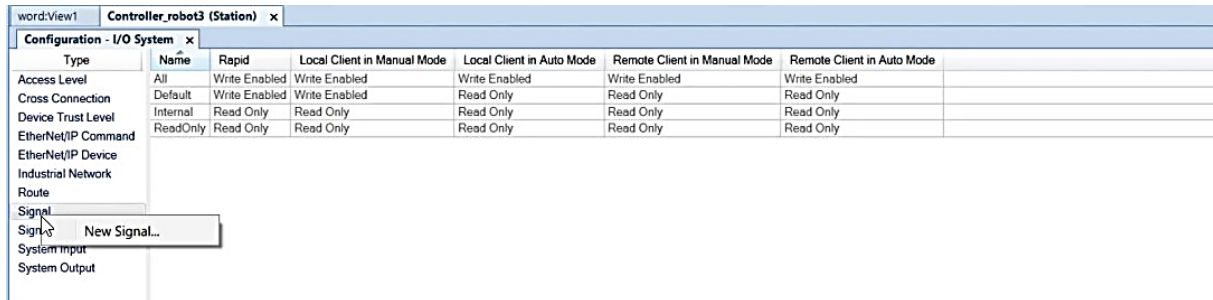 word:View1 Controller_robot3 (Station) x
Configuration - I/O System x
Type Name Rapid Local Client in Manual Mode Local Client in Auto Mode Remote Client in Manual Mode Remote Client in Auto Mode
Access Level All Write Enabled Write Enabled Write Enabled Write Enabled Write Enabled
Cross Connection Default Write Enabled Write Enabled Read Only Read Only Read Only
Device Trust Level Internal Read Only Read Only Read Only Read Only Read Only
EtherNet/IP Command ReadOnly Read Only Read Only Read Only Read Only Read Only
EtherNet/IP Device
Industrial Network
Route
Signal
New Signal...
System Input
System Output